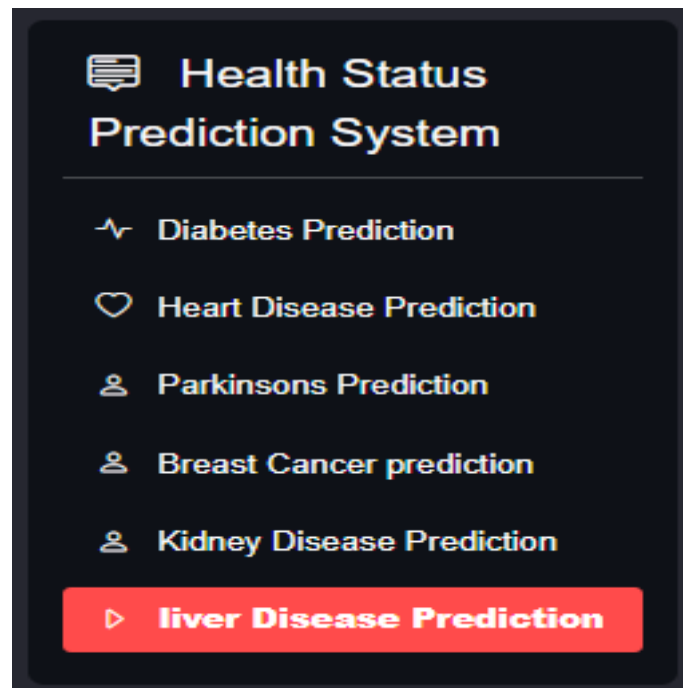 Health Status
Prediction System
Diabetes Prediction
Heart Disease Prediction
Parkinsons Prediction
Breast Cancer prediction
Kidney Disease Prediction
liver Disease Prediction